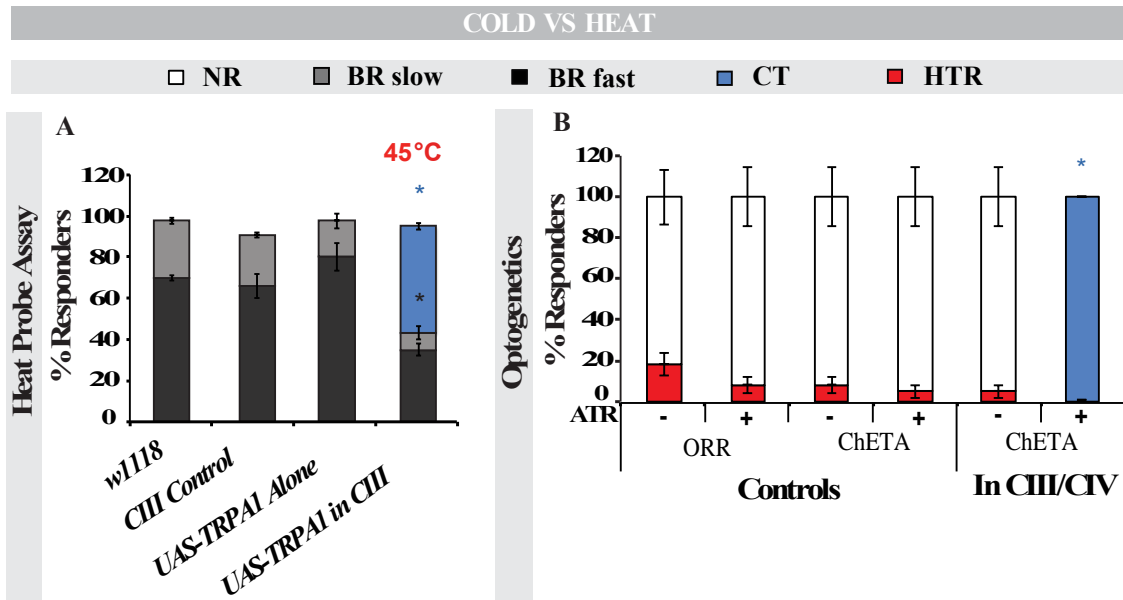 COLD VS HEAT
NR BR slow BR fast CT HTR
Heat Probe Assay
A
45°C
% Responders
120
100
80
60
40
20
0
*
*
w1118
CIII Control
UAS-TRPA1 Alone
UAS-TRPA1 in CIII
Optogenetics
B
% Responders
120
100
80
60
40
20
0
*
ATR - + - + - +
ORR ChETA ChETA
Controls In CIII/CIV